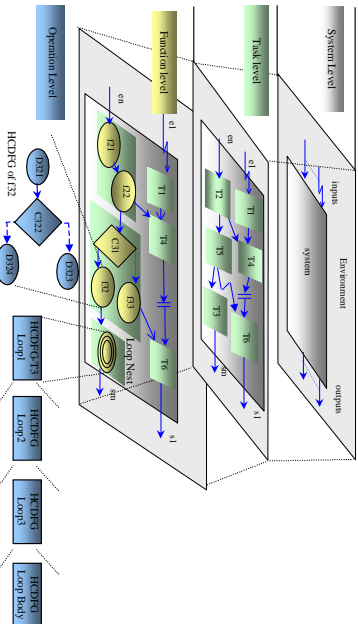 System Level
Environment
inputs
outputs
system
Task level
e1
en
T1
T2
T4
T5
T6
T3
s1
sm
Function level
e1
en
T1
T4
T6
f21
f22
C31
f33
f32
Loop Nest
s1
sm
Operation Level
D321
C322
D323
D324
HCDFG of f32
HCDFG-T3
Loop1
HCDFG
Loop2
HCDFG
Loop3
HCDFG
Loop Body